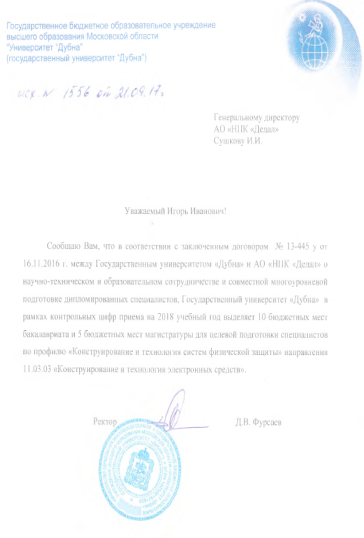 Государственное бюджетное образовательное учреждение
высшего образования Московской области
"Университет "Дубна"
(государственный университет "Дубна")
исх № 1556 от 21.09.17г.
Генеральному директору
АО «НПК «Дедал»
Сушкову И.И.
Уважаемый Игорь Иванович!
Сообщаю Вам, что в соответствии с заключенным договором № 13-445 у от
16.11.2016 г. между Государственным университетом «Дубна» и АО «НПК «Дедал» о
научно-техническом и образовательном сотрудничестве и совместной многоуровневой
подготовке дипломированных специалистов, Государственный университет «Дубна» в
рамках контрольных цифр приема на 2018 учебный год выделяет 10 бюджетных мест
бакалавриата и 5 бюджетных мест магистратуры для целевой подготовки специалистов
по профилю «Конструирование и технология систем физической защиты» направления
11.03.03 «Конструирование и технология электронных средств».
Ректор Д.В. Фурсаев